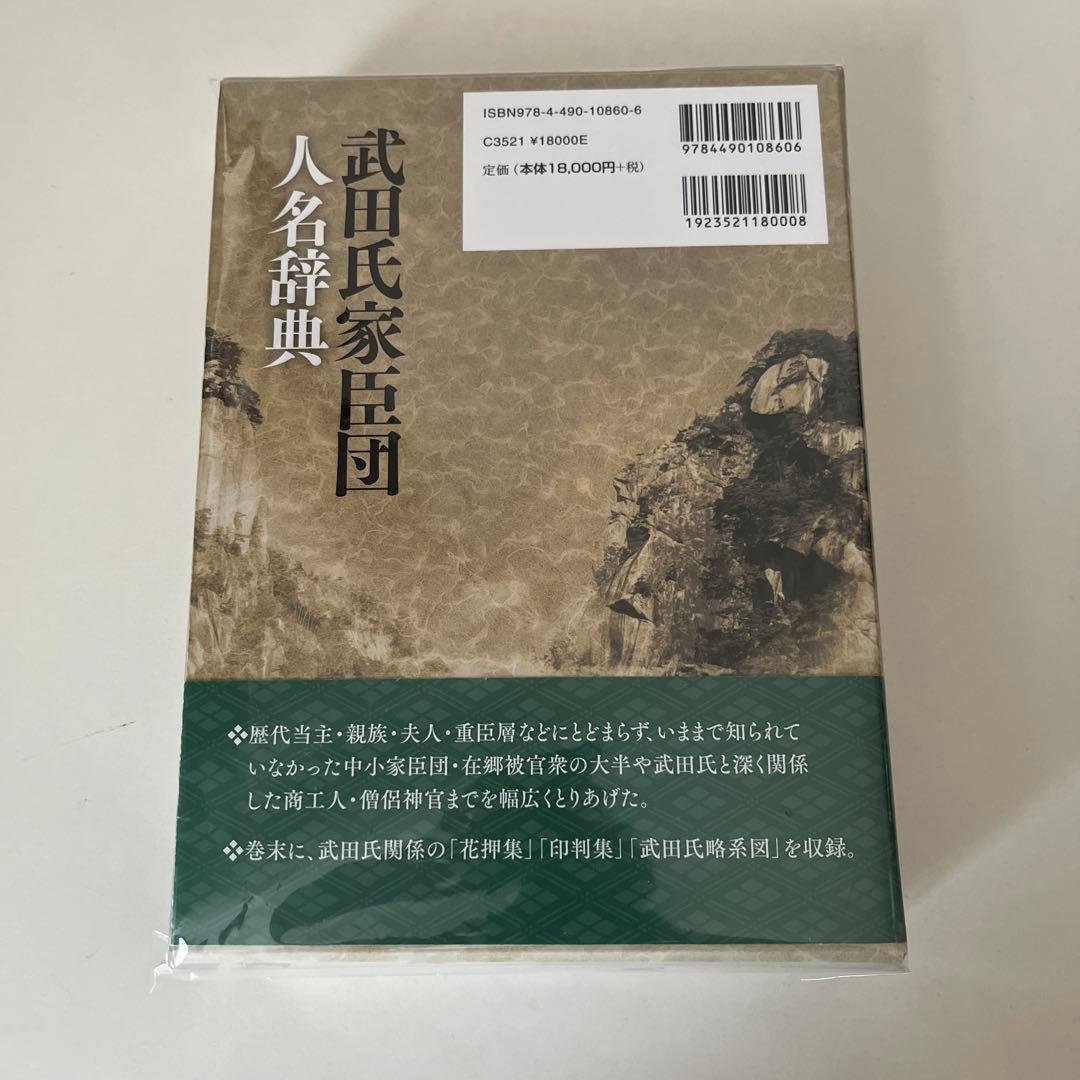 武田氏家臣団
人名辞典
ISBN978-4-490-10860-6
C3521 ¥18000E
定価（本体18,000円+税）
9784490108606
1923521180008
❖歴代当主・親族・夫人・重臣層などにとどまらず、いままで知られて
いなかった中小家臣団・在郷被官衆の大半や武田氏と深く関係
した商工人・僧侶神官までを幅広くとりあげた。
❖巻末に、武田氏関係の「花押集」「印判集」「武田氏略系図」を収録。